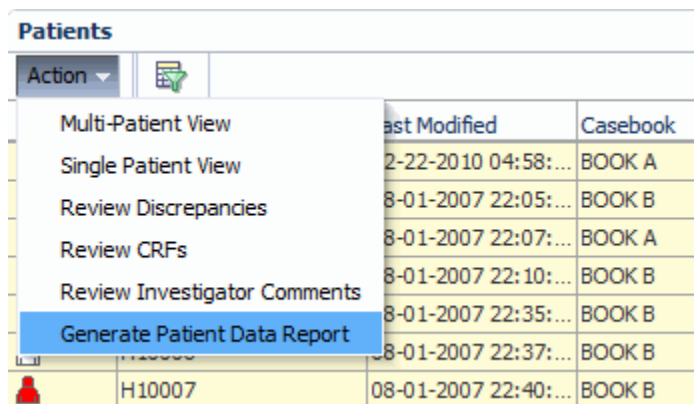 Patients
Action
Multi-Patient View
Single Patient View
Review Discrepancies
Review CRFs
Review Investigator Comments
Generate Patient Data Report
ast Modified Casebook
2-22-2010 04:58:... BOOK A
8-01-2007 22:05:... BOOK B
8-01-2007 22:07:... BOOK A
8-01-2007 22:10:... BOOK B
8-01-2007 22:35:... BOOK B
08-01-2007 22:37:... BOOK B
H10007 08-01-2007 22:40:... BOOK B